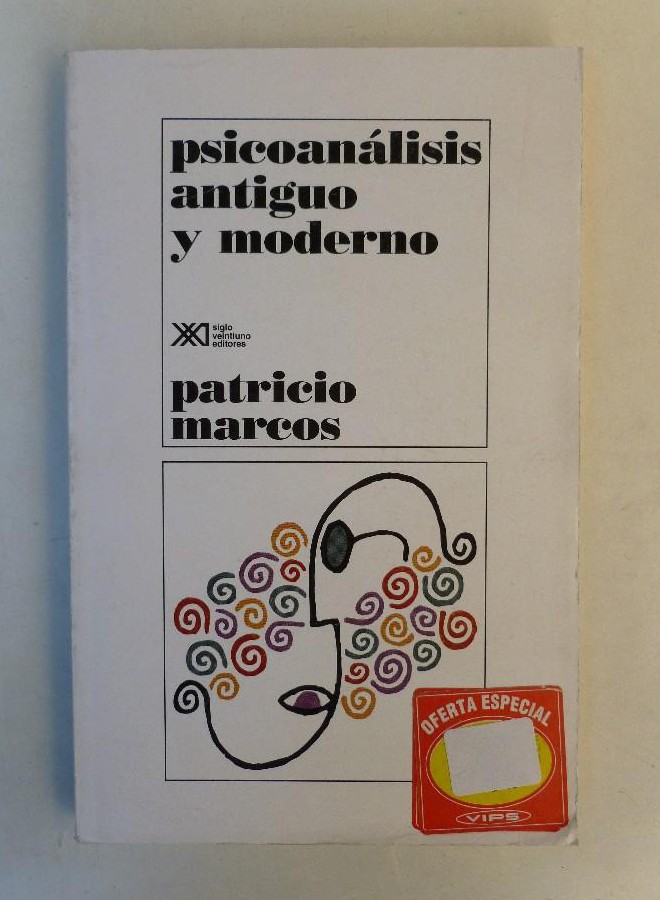 psicoanálisis
antiguo
y moderno
siglo
veintiuno
editores
patricio
marcos
OFERTA ESPECIAL
VIPS